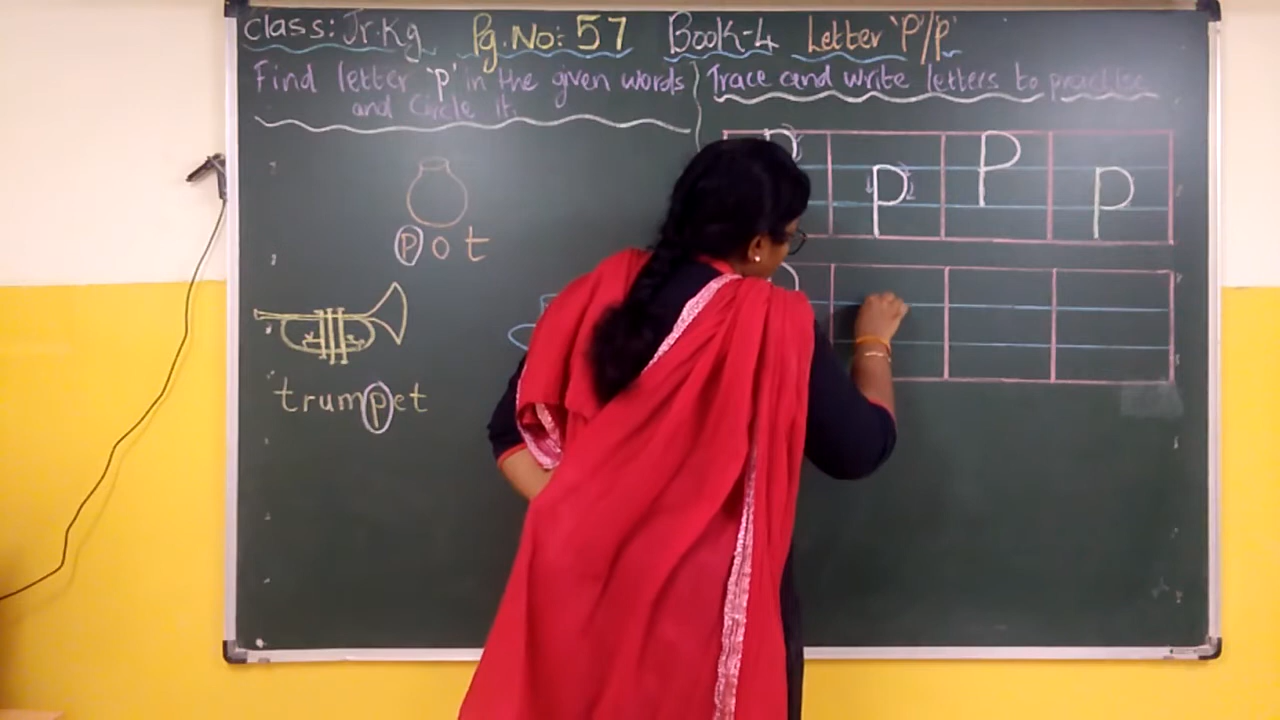 Class: Jr.Kg Pg.No: 57 Book-4 Letter 'P'/p'
Find letter 'p' in the given words
and Circle it.
Trace and write letters to practise
P p P p
pot
trumpet